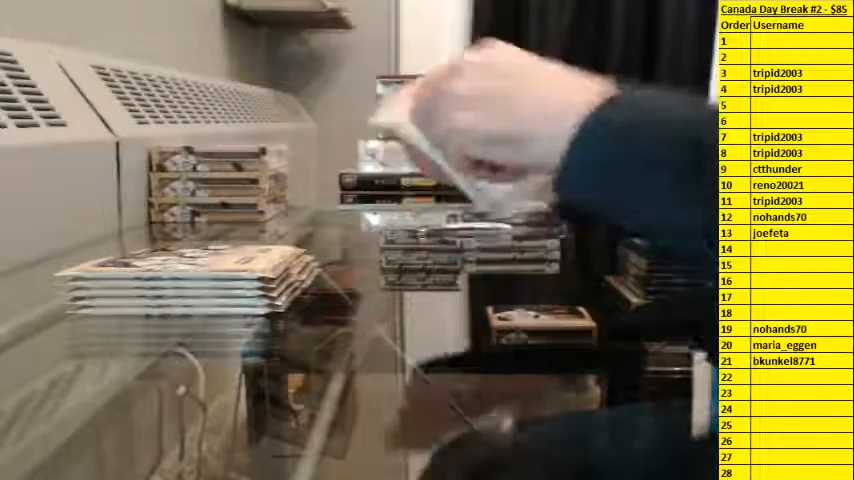 Canada Day Break #2 - $85
Order Username
1
2
3 tripid2003
4 tripid2003
5
6
7 tripid2003
8 tripid2003
9 ctthunder
10 reno20021
11 tripid2003
12 nohands70
13 joefeta
14
15
16
17
18
19 nohands70
20 maria_eggen
21 bkunkel8771
22
23
24
25
26
27
28